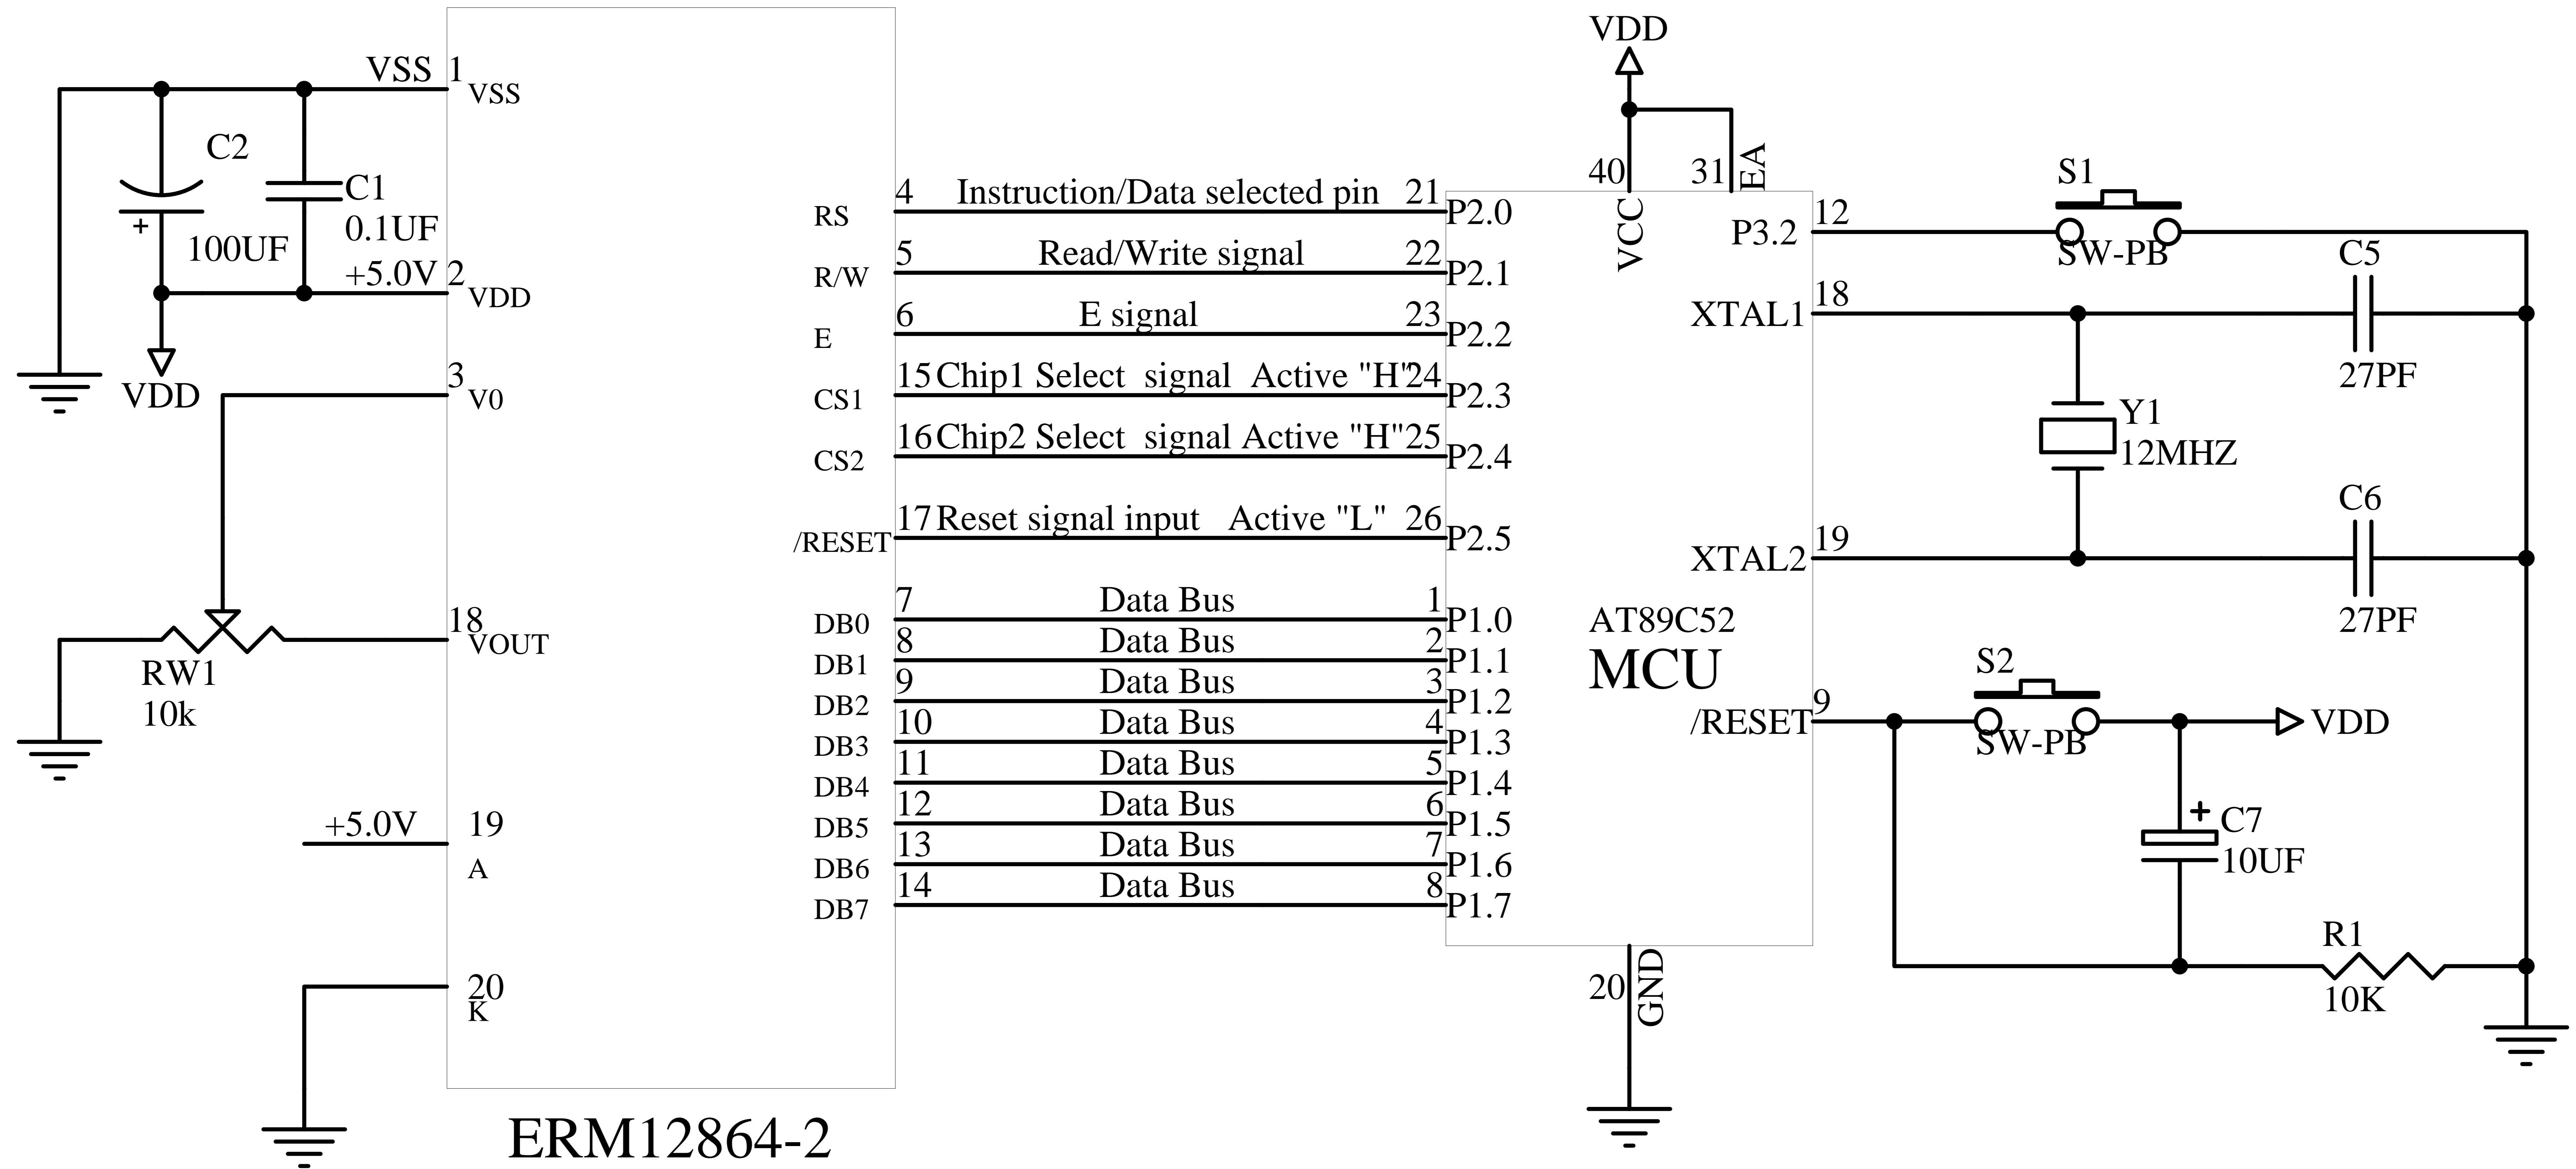 VSS 1
VSS
C2
C1
0.1UF
+
100UF
+5.0V 2
VDD
VDD
3
V0
18
VOUT
RW1
10k
+5.0V 19
A
20
K
ERM12864-2
RS 4 Instruction/Data selected pin 21 P2.0
R/W 5 Read/Write signal 22 P2.1
E 6 E signal 23 P2.2
CS1 15 Chip1 Select signal Active "H" 24 P2.3
CS2 16 Chip2 Select signal Active "H" 25 P2.4
/RESET 17 Reset signal input Active "L" 26 P2.5
DB0 7 Data Bus 1 P1.0
DB1 8 Data Bus 2 P1.1
DB2 9 Data Bus 3 P1.2
DB3 10 Data Bus 4 P1.3
DB4 11 Data Bus 5 P1.4
DB5 12 Data Bus 6 P1.5
DB6 13 Data Bus 7 P1.6
DB7 14 Data Bus 8 P1.7
VDD
40 31 EA
VCC
AT89C52
MCU
20 GND
P3.2 12
S1
SW-PB
C5
27PF
XTAL1 18
Y1
12MHZ
C6
27PF
XTAL2 19
/RESET 9
S2
SW-PB
VDD
+
C7
10UF
R1
10K